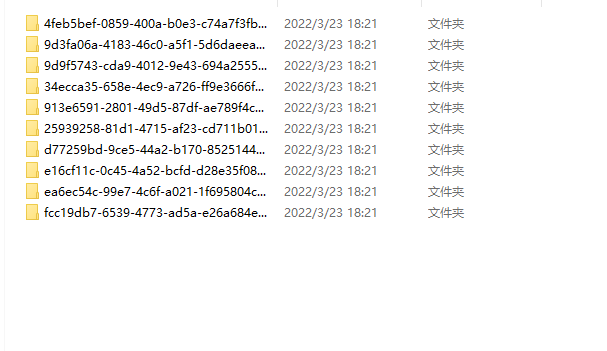 4feb5bef-0859-400a-b0e3-c74a7f3fb... 2022/3/23 18:21 文件夹
9d3fa06a-4183-46c0-a5f1-5d6daeea... 2022/3/23 18:21 文件夹
9d9f5743-cda9-4012-9e43-694a2555... 2022/3/23 18:21 文件夹
34ecca35-658e-4ec9-a726-ff9e3666f... 2022/3/23 18:21 文件夹
913e6591-2801-49d5-87df-ae789f4c... 2022/3/23 18:21 文件夹
25939258-81d1-4715-af23-cd711b01... 2022/3/23 18:21 文件夹
d77259bd-9ce5-44a2-b170-8525144... 2022/3/23 18:21 文件夹
e16cf11c-0c45-4a52-bcfd-d28e35f08... 2022/3/23 18:21 文件夹
ea6ec54c-99e7-4c6f-a021-1f695804c... 2022/3/23 18:21 文件夹
fcc19db7-6539-4773-ad5a-e26a684e... 2022/3/23 18:21 文件夹